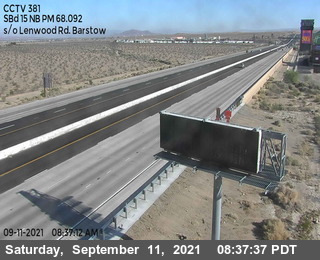 CCTV 381
SBd 15 NB PM 68.092
s/o Lenwood Rd. Barstow
09-11-2021 08:37:12 AM
Saturday, September 11, 2021 08:37:37 PDT